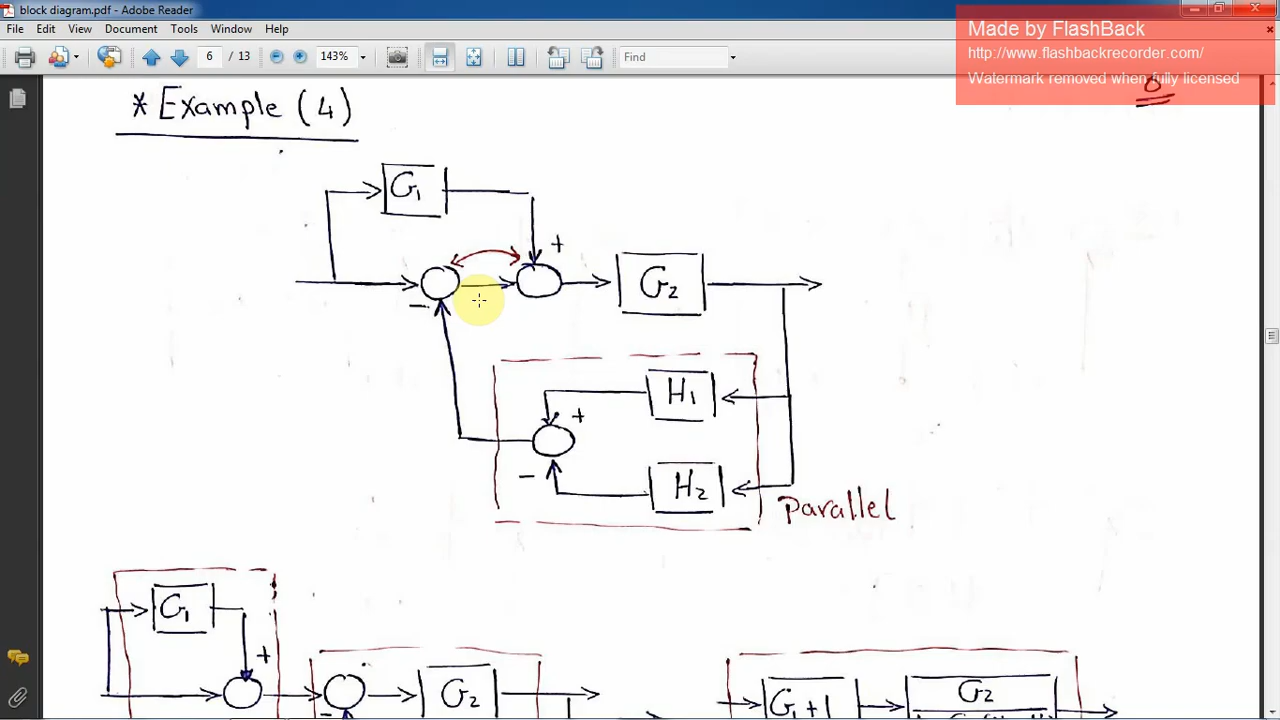 block diagram.pdf - Adobe Reader
File Edit View Document Tools Window Help
6 / 13 143% Find
Made by FlashBack
http://www.flashbackrecorder.com/
Watermark removed when fully licensed
* Example (4)
G1
+
-
G2
H1
+
-
H2
parallel
G1
+
G2
-
G1+1
G2